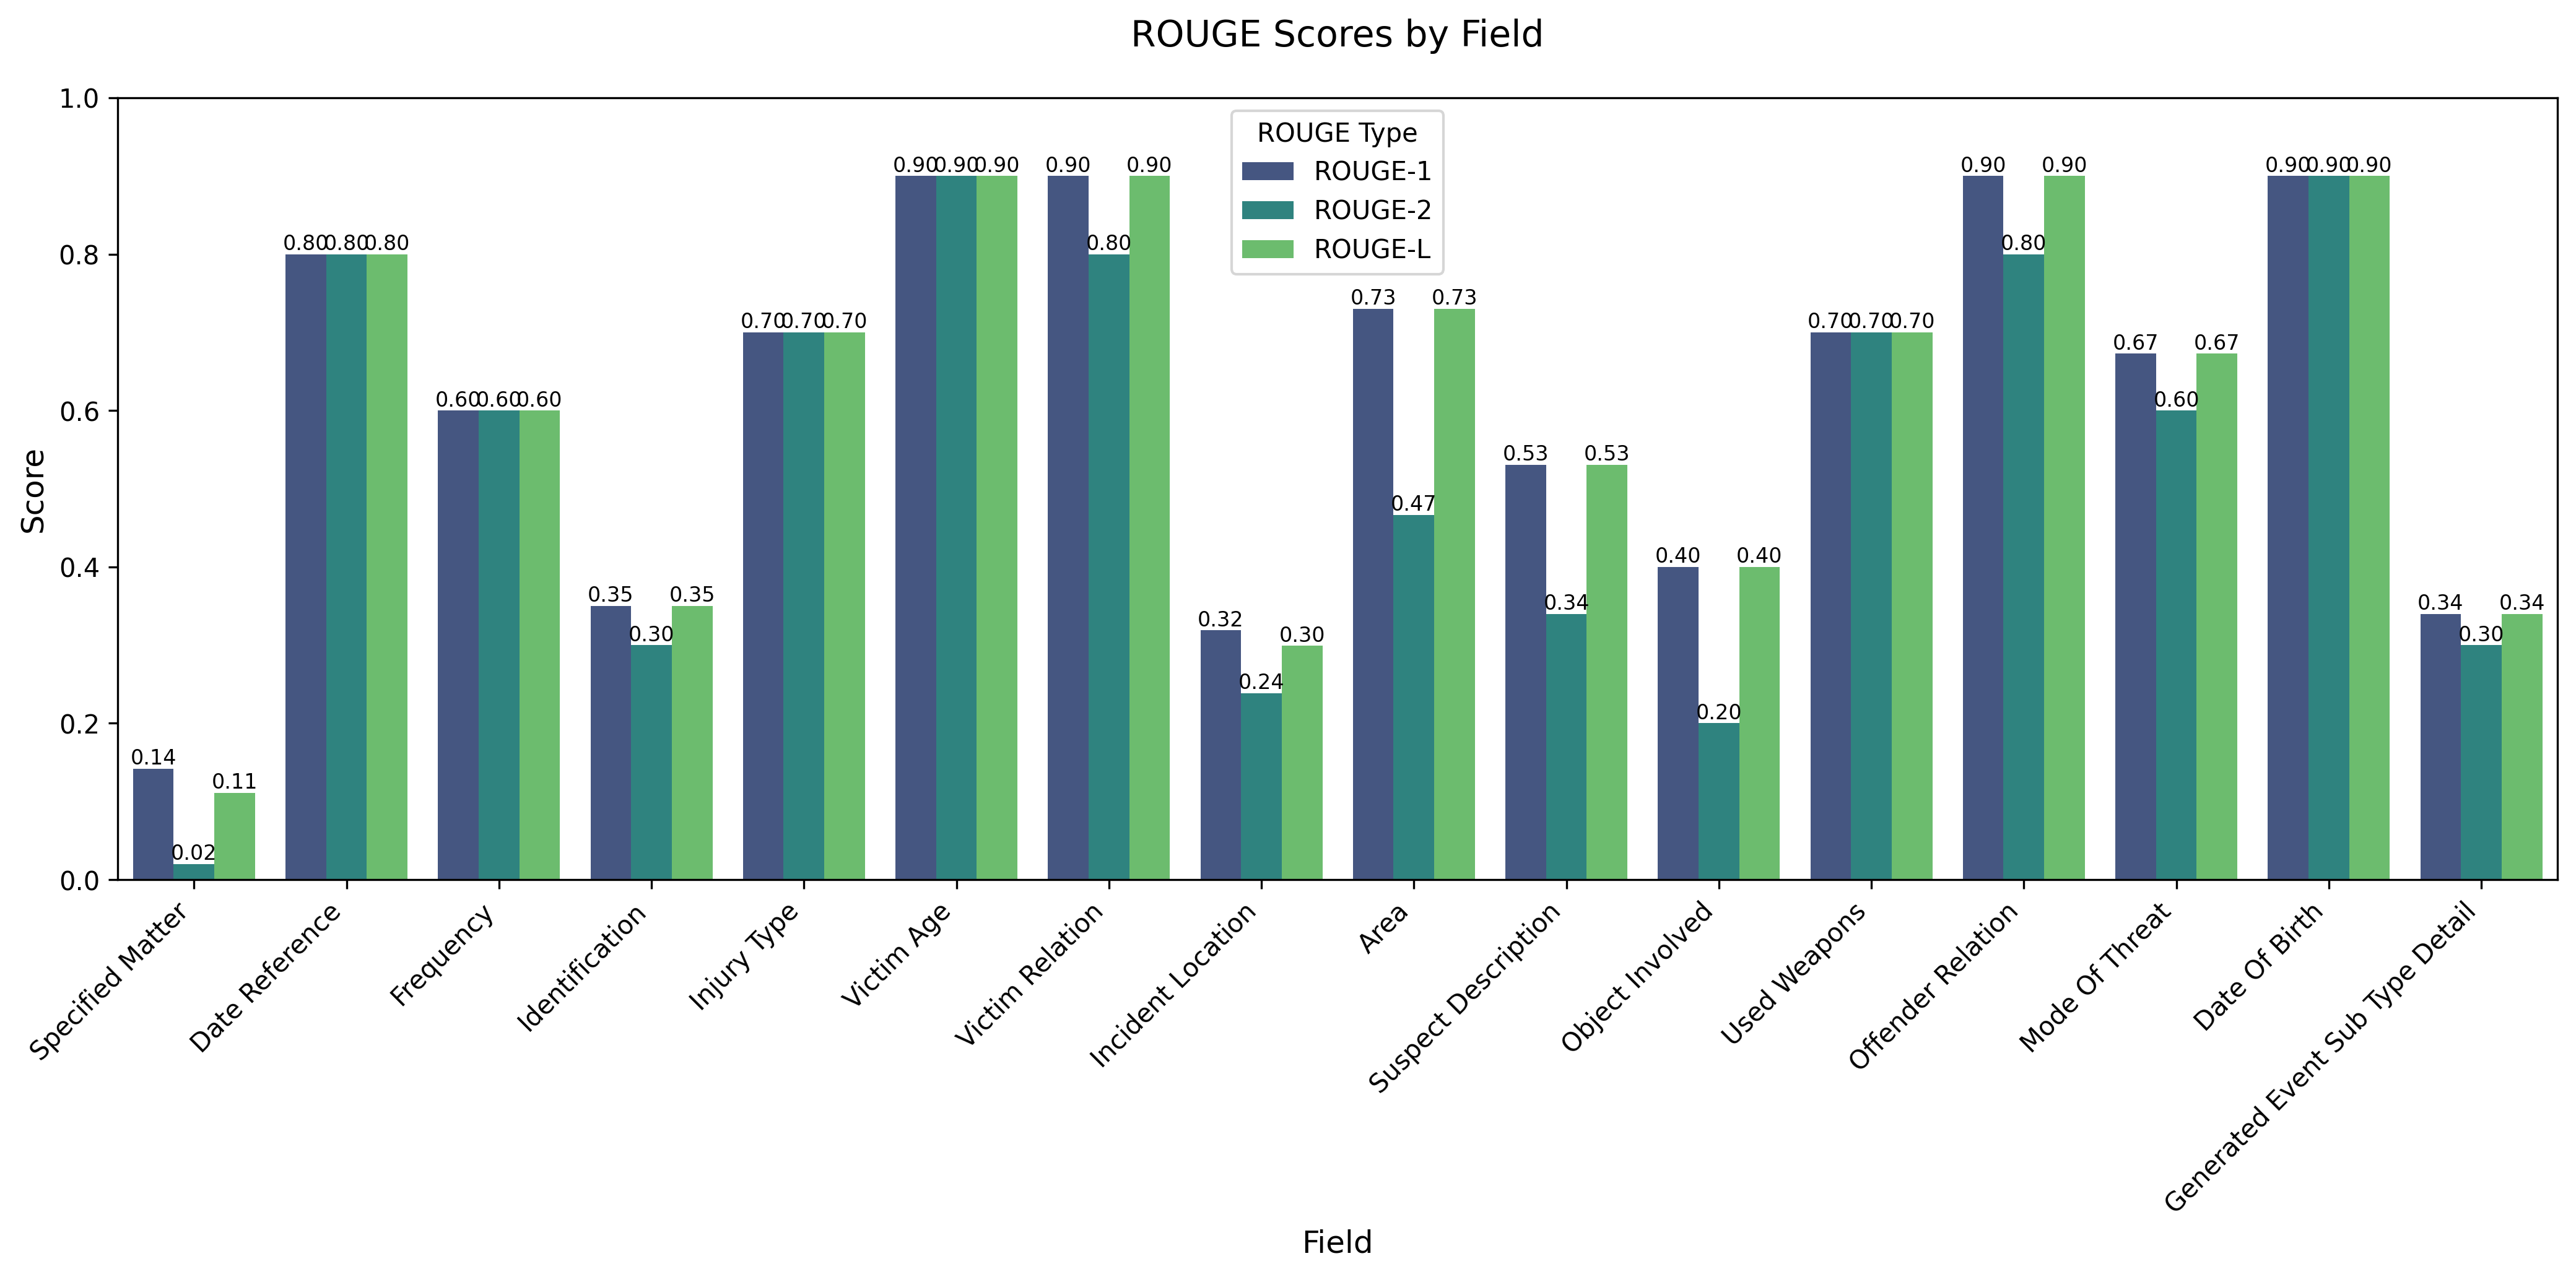 ROUGE Scores by Field
1.0
0.8
0.6
0.4
0.2
0.0
Score
ROUGE Type
ROUGE-1
ROUGE-2
ROUGE-L
0.14
0.02
0.11
0.80
0.80
0.80
0.60
0.60
0.60
0.35
0.30
0.35
0.70
0.70
0.70
0.90
0.90
0.90
0.90
0.80
0.90
0.32
0.24
0.30
0.73
0.47
0.73
0.53
0.34
0.53
0.40
0.20
0.40
0.70
0.70
0.70
0.90
0.80
0.90
0.67
0.60
0.67
0.90
0.90
0.90
0.34
0.30
0.34
Specified Matter
Date Reference
Frequency
Identification
Injury Type
Victim Age
Victim Relation
Incident Location
Area
Suspect Description
Object Involved
Used Weapons
Offender Relation
Mode Of Threat
Date Of Birth
Generated Event Sub Type Detail
Field